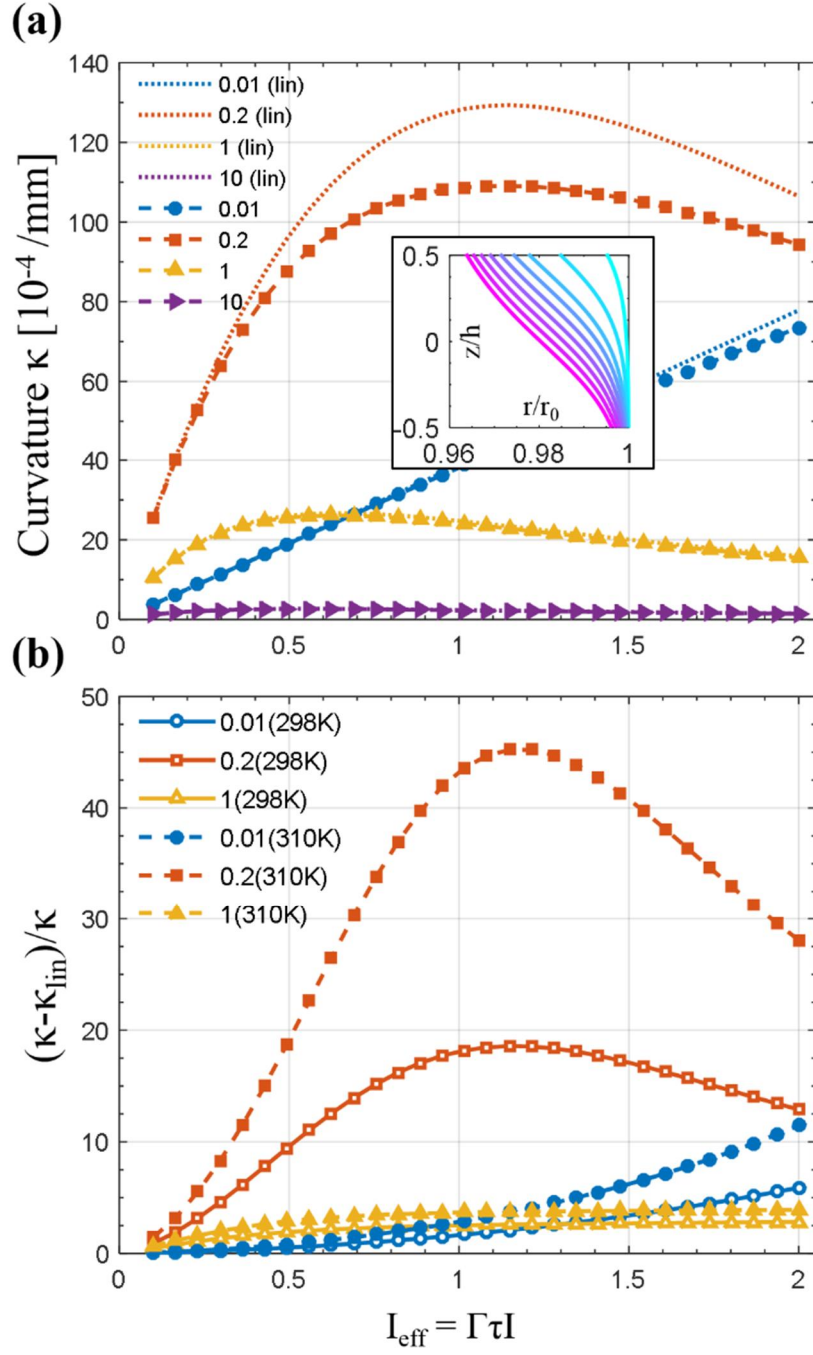 (a)
Curvature κ [10⁻⁴ /mm]
140
120
100
80
60
40
20
0
0.01 (lin)
0.2 (lin)
1 (lin)
10 (lin)
0.01
0.2
1
10
0.5
0
-0.5
z/h
r/r₀
0.96
0.98
1
0
0.5
1
1.5
2
(b)
(κ-κ_lin)/κ
50
40
30
20
10
0
0.01(298K)
0.2(298K)
1(298K)
0.01(310K)
0.2(310K)
1(310K)
0
0.5
1
1.5
2
I_eff = ΓτI